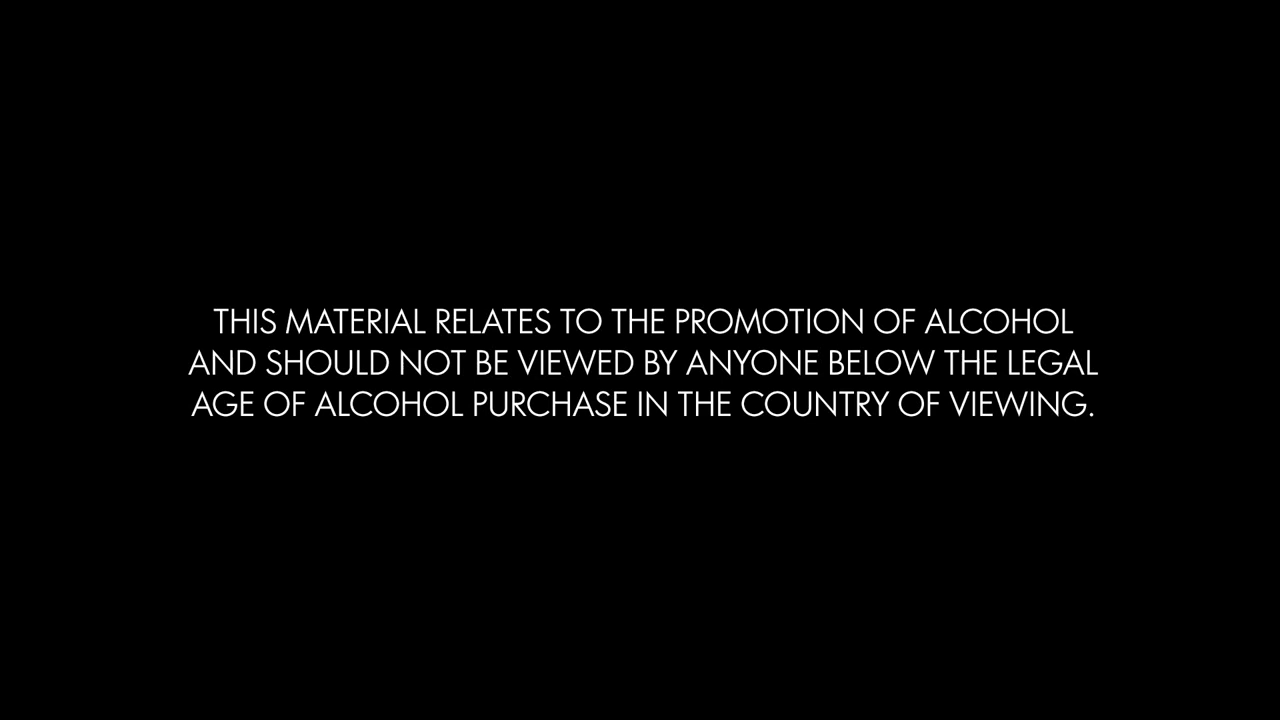 THIS MATERIAL RELATES TO THE PROMOTION OF ALCOHOL
AND SHOULD NOT BE VIEWED BY ANYONE BELOW THE LEGAL
AGE OF ALCOHOL PURCHASE IN THE COUNTRY OF VIEWING.